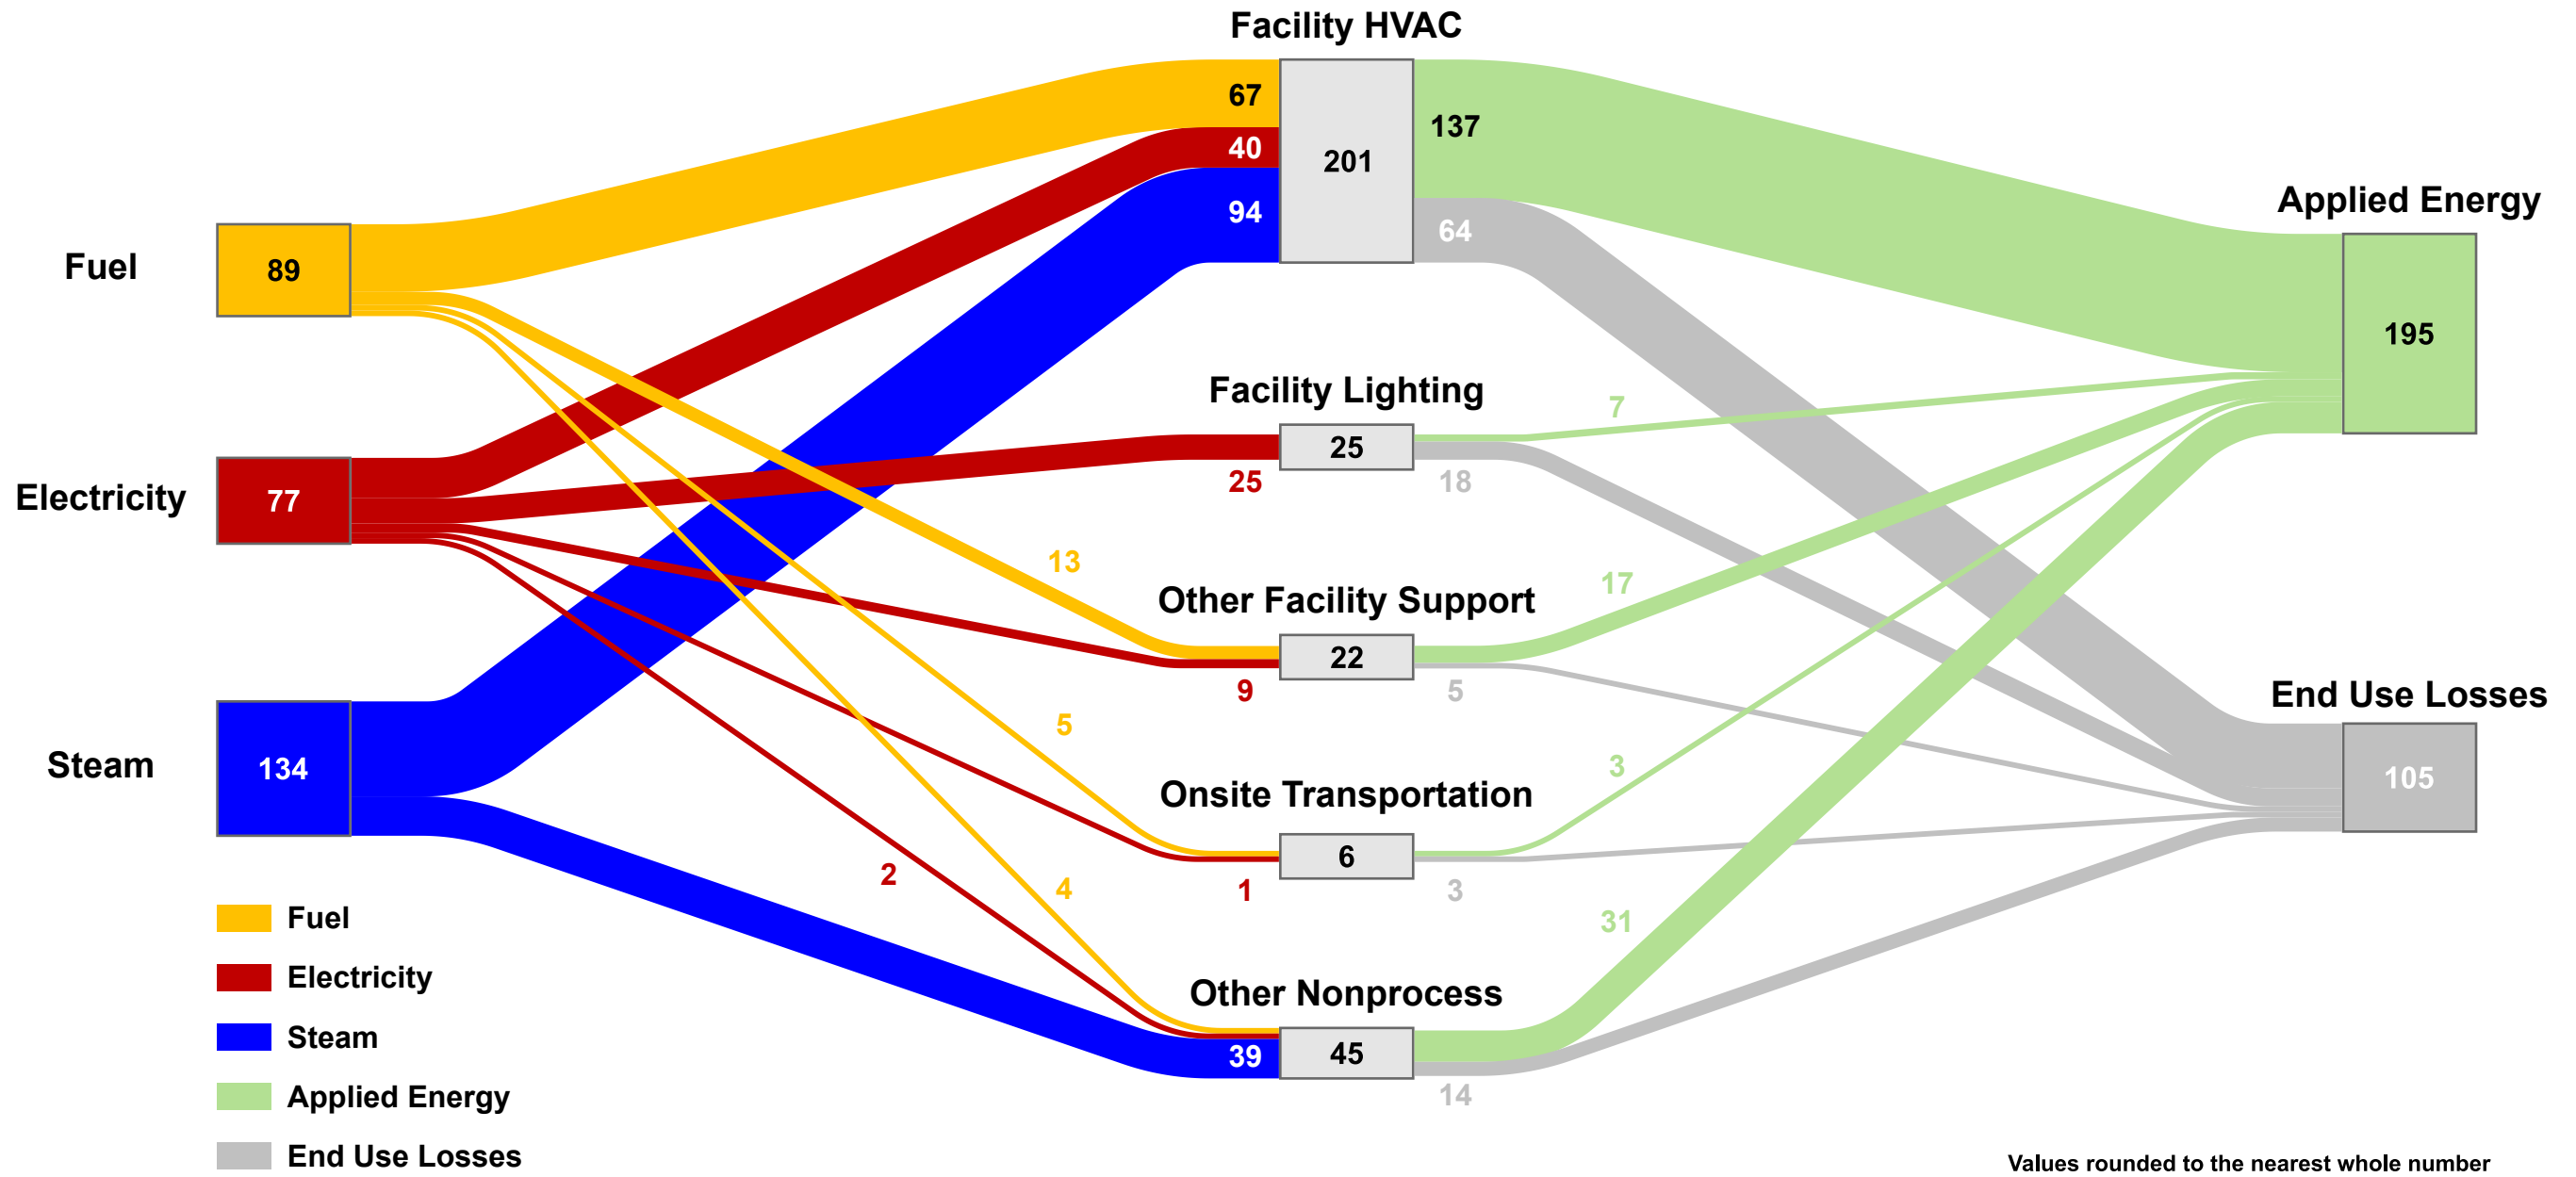 Facility HVAC
67
40
94
201
137
64
Applied Energy
195
Fuel
89
Facility Lighting
25
25
7
18
Electricity
77
13
Other Facility Support
22
9
17
5
End Use Losses
105
Steam
134
5
Onsite Transportation
6
1
3
3
2
4
31
Other Nonprocess
45
39
14
Fuel
Electricity
Steam
Applied Energy
End Use Losses
Values rounded to the nearest whole number